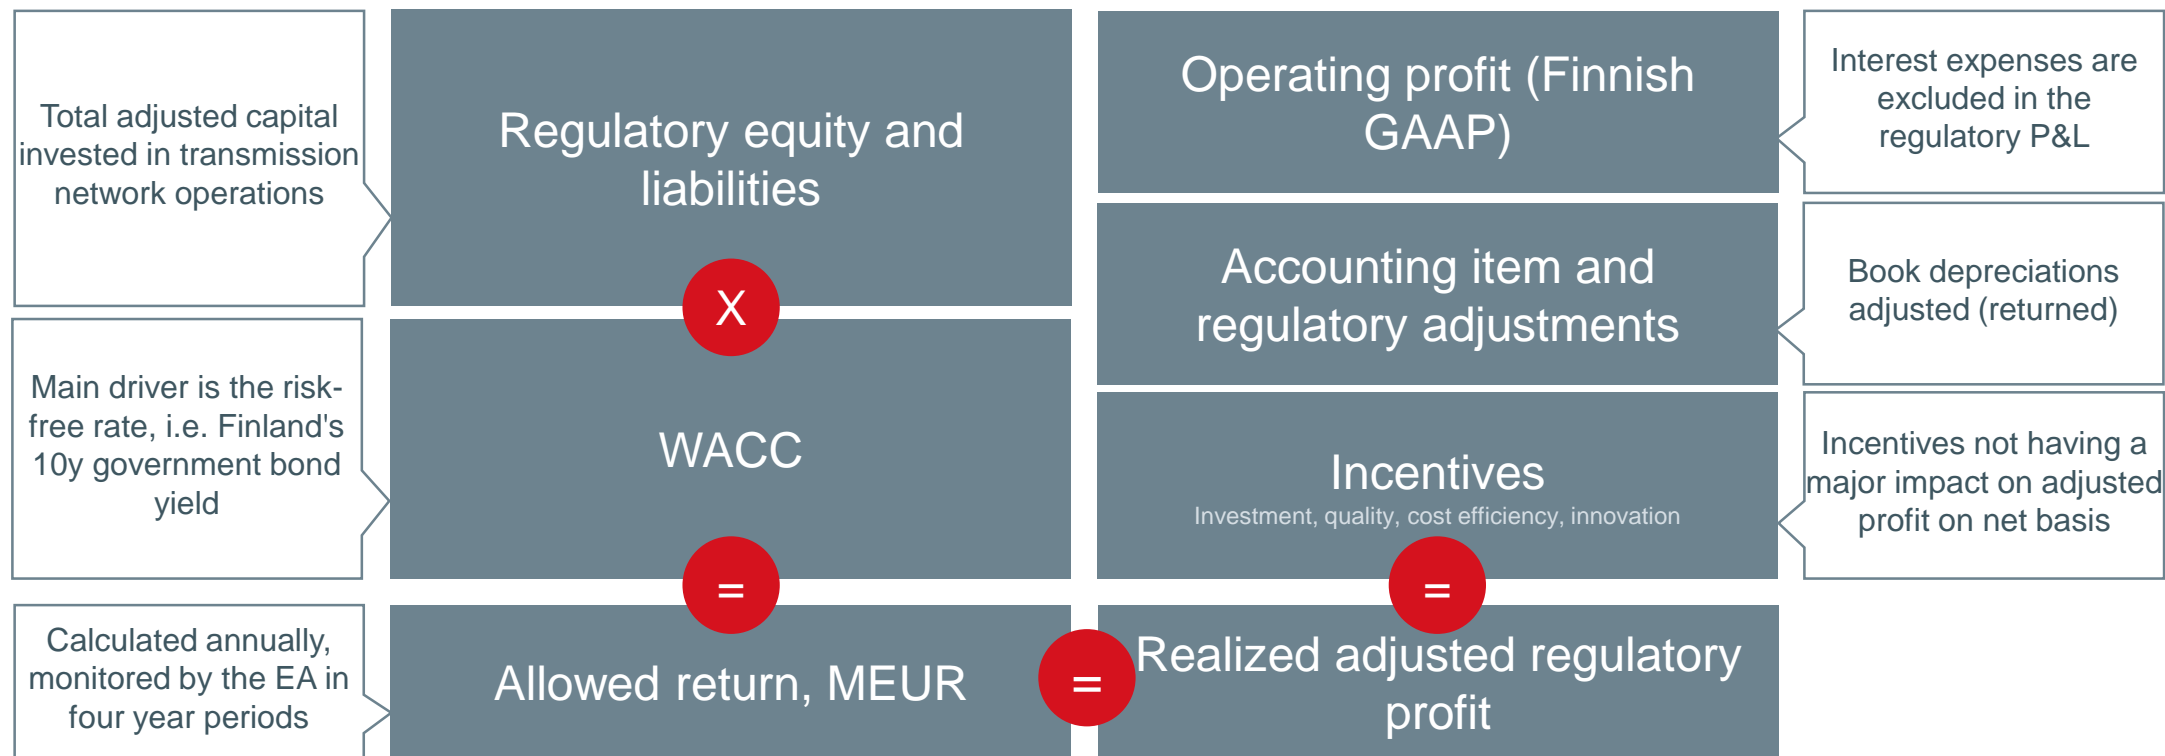 Total adjusted capital
invested in transmission
network operations
Regulatory equity and
liabilities
X
Main driver is the risk-
free rate, i.e. Finland's
10y government bond
yield
WACC
=
Calculated annually,
monitored by the EA in
four year periods
Allowed return, MEUR
=
Operating profit (Finnish
GAAP)
Interest expenses are
excluded in the
regulatory P&L
Accounting item and
regulatory adjustments
Book depreciations
adjusted (returned)
Incentives
Investment, quality, cost efficiency, innovation
Incentives not having a
major impact on adjusted
profit on net basis
=
Realized adjusted regulatory
profit